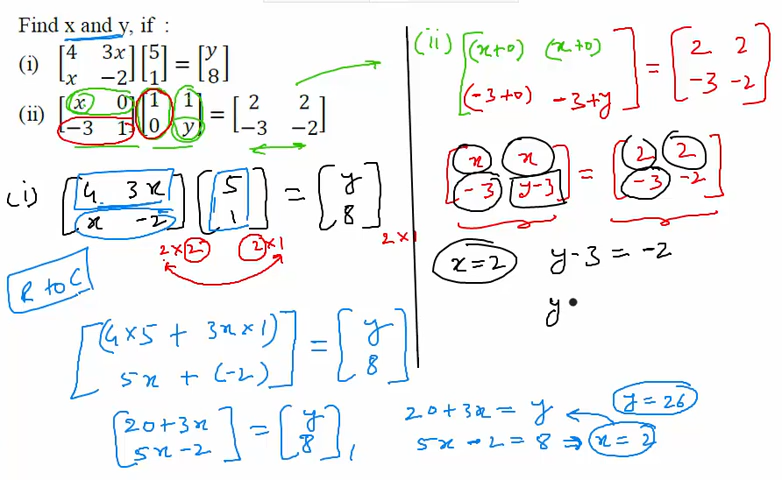 Find x and y, if :
(i) [4 3x] [5] = [y]
[x −2] [1] [8]
(ii) [x 0] [1 1] = [2 2]
[−3 1] [0 y] [−3 −2]
(i) [4 3x] [5] = [y]
[x −2] [1] [8]
2×2 2×1 2×1
R to C
[(4×5 + 3x×1)] = [y]
[5x + (−2)] [8]
[20+3x] = [y]
[5x−2] [8]
(ii) [(x+0) (x+0)] = [2 2]
[(−3+0) −3+y] [−3 −2]
[x x] = [2 2]
[−3 y−3] [−3 −2]
x=2 y−3 = −2
y
20+3x = y y=26
5x−2=8 ⇒ x=2